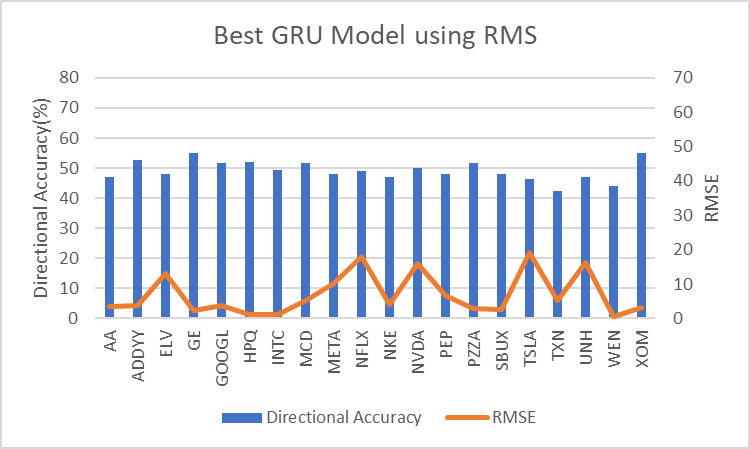 Best GRU Model using RMS
Directional Accuracy(%)
80
70
60
50
40
30
20
10
0
70
60
50
40
30
20
10
0
RMSE
AA
ADDYY
ELV
GE
GOOGL
HPQ
INTC
MCD
META
NFLX
NKE
NVDA
PEP
PZZA
SBUX
TSLA
TXN
UNH
WEN
XOM
Directional Accuracy
RMSE